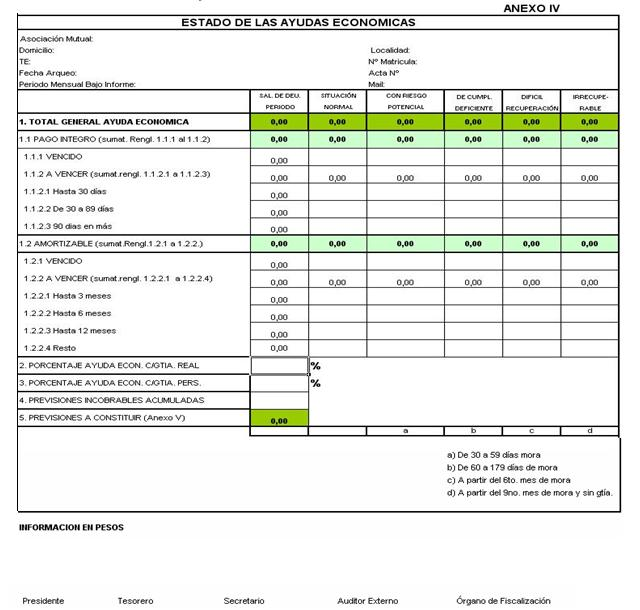 ANEXO IV
ESTADO DE LAS AYUDAS ECONOMICAS
Asociación Mutual:
Domicilio: Localidad:
TE: Nº Matricula:
Fecha Arqueo: Acta Nº
Periodo Mensual Bajo Informe: Mail:
SAL. DE DEU. SITUACIÓN CON RIESGO DE CUMPL. DIFICIL IRRECUPE-
PERIODO NORMAL POTENCIAL DEFICIENTE RECUPERACIÓN RABLE
1. TOTAL GENERAL AYUDA ECONOMICA 0,00 0,00 0,00 0,00 0,00 0,00
1.1 PAGO INTEGRO (sumat. Rengl. 1.1.1 al 1.1.2) 0,00 0,00 0,00 0,00 0,00 0,00
1.1.1 VENCIDO 0,00
1.1.2 A VENCER (sumat.rengl. 1.1.2.1 a 1.1.2.3) 0,00 0,00 0,00 0,00 0,00 0,00
1.1.2.1 Hasta 30 días 0,00
1.1.2.2 De 30 a 89 días 0,00
1.1.2.3 90 dias en más 0,00
1.2 AMORTIZABLE (sumat.Rengl.1.2.1 a 1.2.2.) 0,00 0,00 0,00 0,00 0,00 0,00
1.2.1 VENCIDO 0,00
1.2.2 A VENCER (sumat.rengl. 1.2.2.1 a 1.2.2.4) 0,00 0,00 0,00 0,00 0,00 0,00
1.2.2.1 Hasta 3 meses 0,00
1.2.2.2 Hasta 6 meses 0,00
1.2.2.3 Hasta 12 meses 0,00
1.2.2.4 Resto 0,00
2. PORCENTAJE AYUDA ECON. C/GTIA. REAL %
3. PORCENTAJE AYUDA ECON. C/GTIA. PERS. %
4. PREVISIONES INCOBRABLES ACUMULADAS
5. PREVISIONES A CONSTITUIR (Anexo V) 0,00
a b c d
a) De 30 a 59 días mora
b) De 60 a 179 días de mora
c) A partir del 6to. mes de mora
d) A partir del 9no. mes de mora y sin gtía.
INFORMACION EN PESOS
Presidente Tesorero Secretario Auditor Externo Órgano de Fiscalización